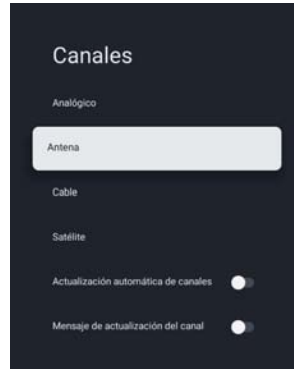 Canales
Analógico
Antena
Cable
Satélite
Actualización automática de canales
Mensaje de actualización del canal